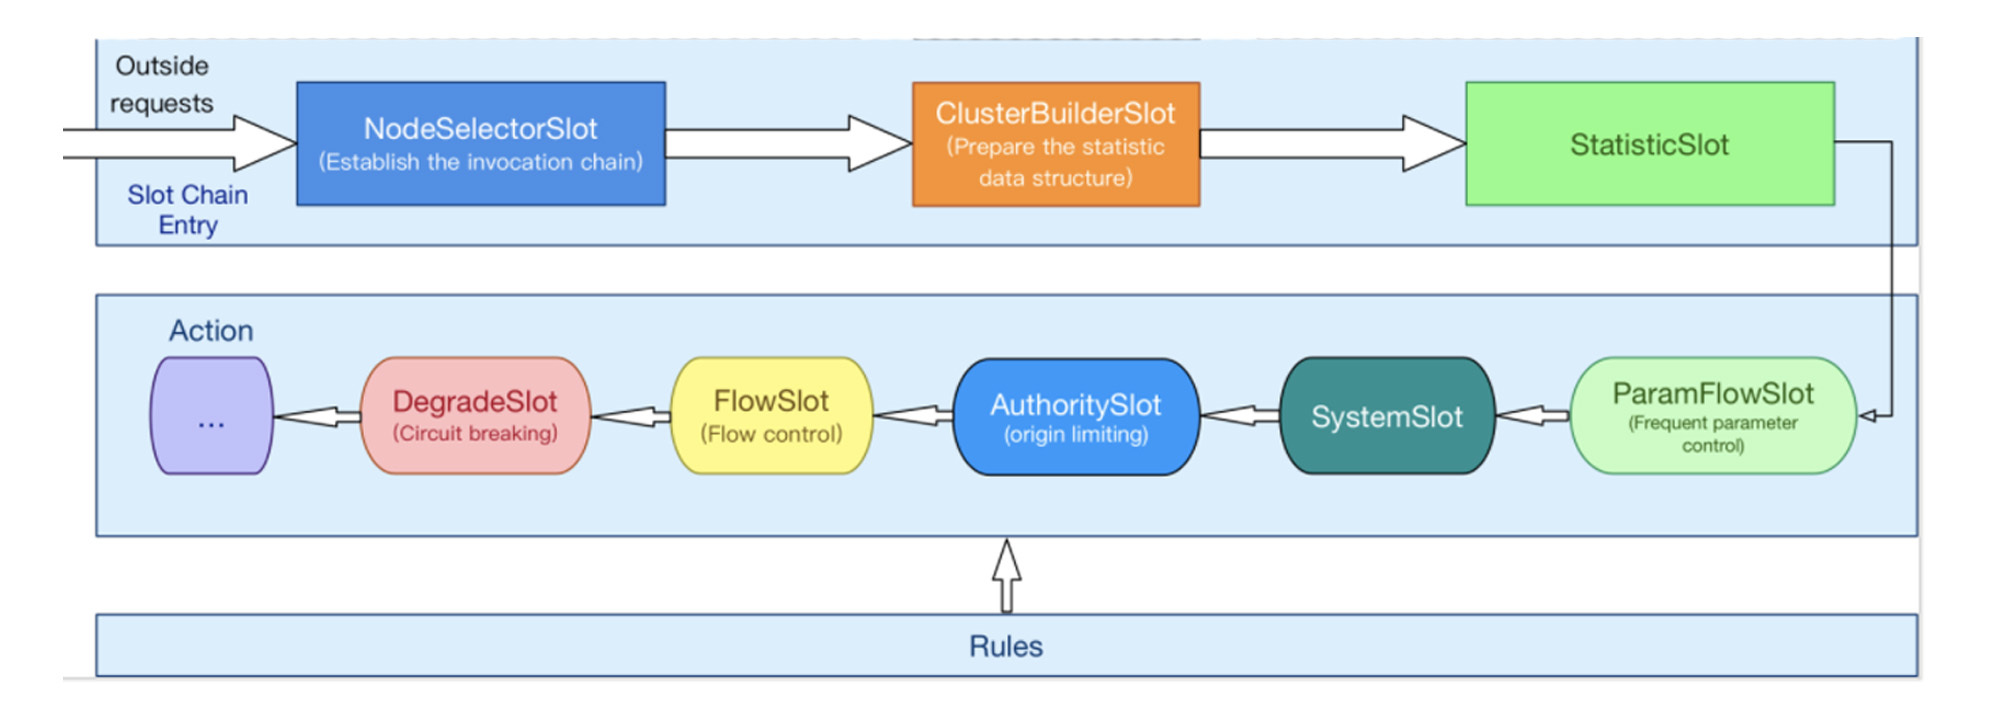 Outside
requests
Slot Chain
Entry
NodeSelectorSlot
(Establish the invocation chain)
ClusterBuilderSlot
(Prepare the statistic
data structure)
StatisticSlot
Action
...
DegradeSlot
(Circuit breaking)
FlowSlot
(Flow control)
AuthoritySlot
(origin limiting)
SystemSlot
ParamFlowSlot
(Frequent parameter
control)
Rules